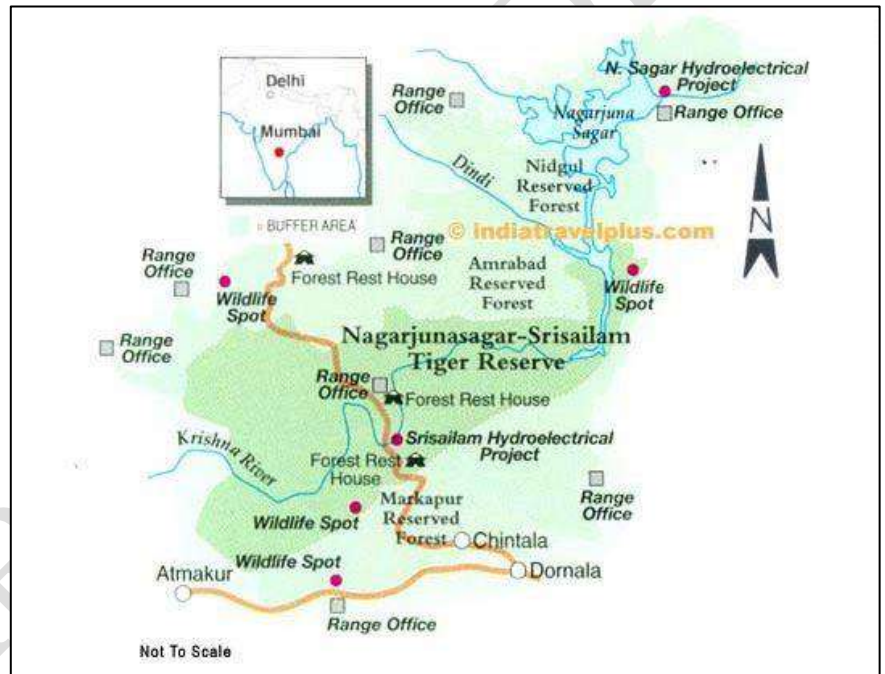 Delhi
Mumbai
BUFFER AREA
Range
Office
N. Sagar Hydroelectrical
Project
Range Office
Nagarjuna
Sagar
Dindi
Nidgul
Reserved
Forest
N
© indiatravelplus.com
Range
Office
Forest Rest House
Range
Office
Wildlife
Spot
Amrabad
Reserved
Forest
Wildlife
Spot
Range
Office
Nagarjunasagar-Srisailam
Tiger Reserve
Range
Office
Forest Rest House
Srisailam Hydroelectrical
Project
Krishna River
Forest Rest
House
Range
Office
Wildlife Spot
Markapur
Reserved
Forest
Chintala
Wildlife Spot
Atmakur
Dornala
Range Office
Not To Scale